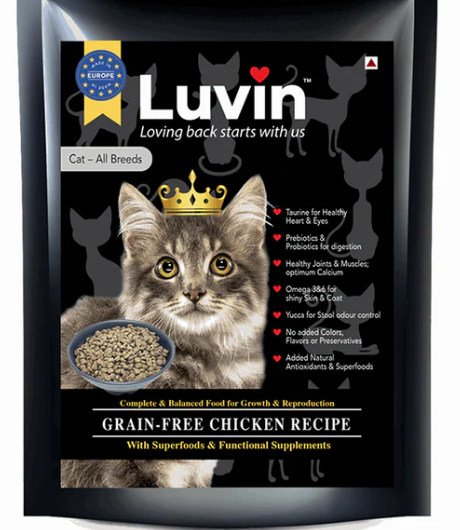 MADE IN
EUROPE
Luvin™
Loving back starts with us
Cat – All Breeds
Taurine for Healthy
Heart & Eyes
Prebiotics &
Probiotics for digestion
Healthy Joints & Muscles;
optimum Calcium
Omega 3&6 for
shiny Skin & Coat
Yucca for Stool odour control
No added Colors,
Flavors or Preservatives
Added Natural
Antioxidants & Superfoods
Complete & Balanced Food for Growth & Reproduction
GRAIN-FREE CHICKEN RECIPE
With Superfoods & Functional Supplements